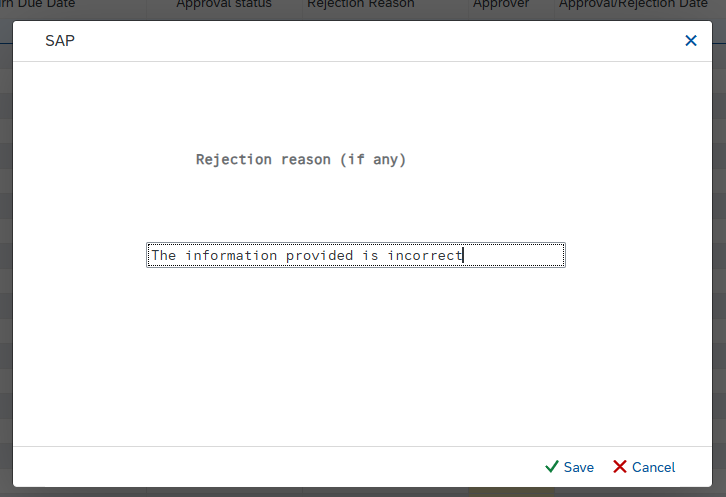 Due Date Approval status Rejection Reason Approver Approval/Rejection Date
SAP
Rejection reason (if any)
The information provided is incorrect
Save Cancel